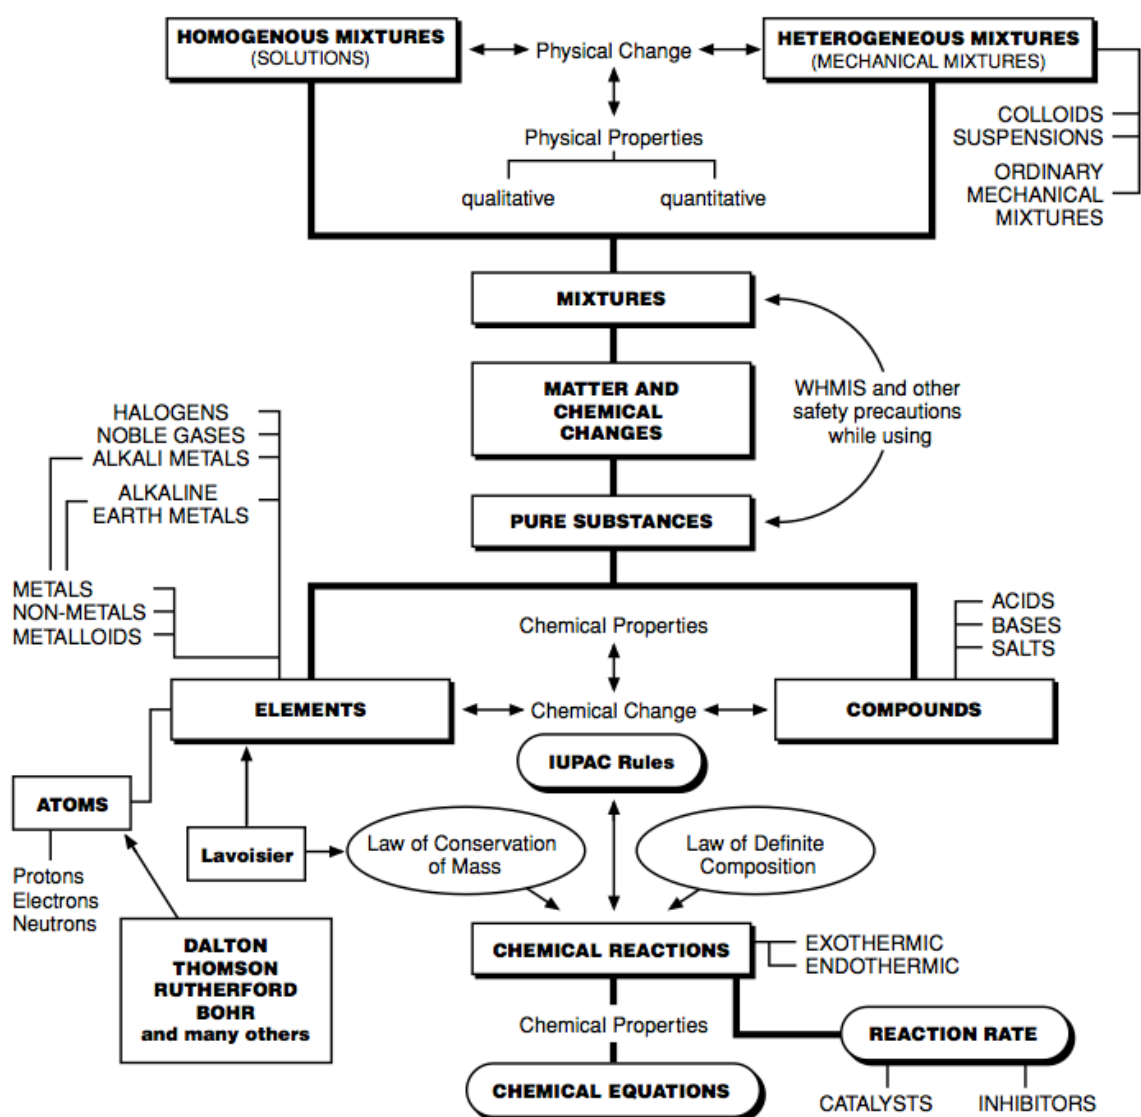 HOMOGENOUS MIXTURES
(SOLUTIONS)
Physical Change
HETEROGENEOUS MIXTURES
(MECHANICAL MIXTURES)
COLLOIDS
SUSPENSIONS
ORDINARY
MECHANICAL
MIXTURES
Physical Properties
qualitative
quantitative
MIXTURES
MATTER AND
CHEMICAL
CHANGES
WHMIS and other
safety precautions
while using
PURE SUBSTANCES
HALOGENS
NOBLE GASES
ALKALI METALS
ALKALINE
EARTH METALS
METALS
NON-METALS
METALLOIDS
Chemical Properties
ACIDS
BASES
SALTS
ELEMENTS
Chemical Change
COMPOUNDS
IUPAC Rules
ATOMS
Protons
Electrons
Neutrons
Lavoisier
Law of Conservation
of Mass
Law of Definite
Composition
DALTON
THOMSON
RUTHERFORD
BOHR
and many others
CHEMICAL REACTIONS
EXOTHERMIC
ENDOTHERMIC
Chemical Properties
REACTION RATE
CHEMICAL EQUATIONS
CATALYSTS
INHIBITORS